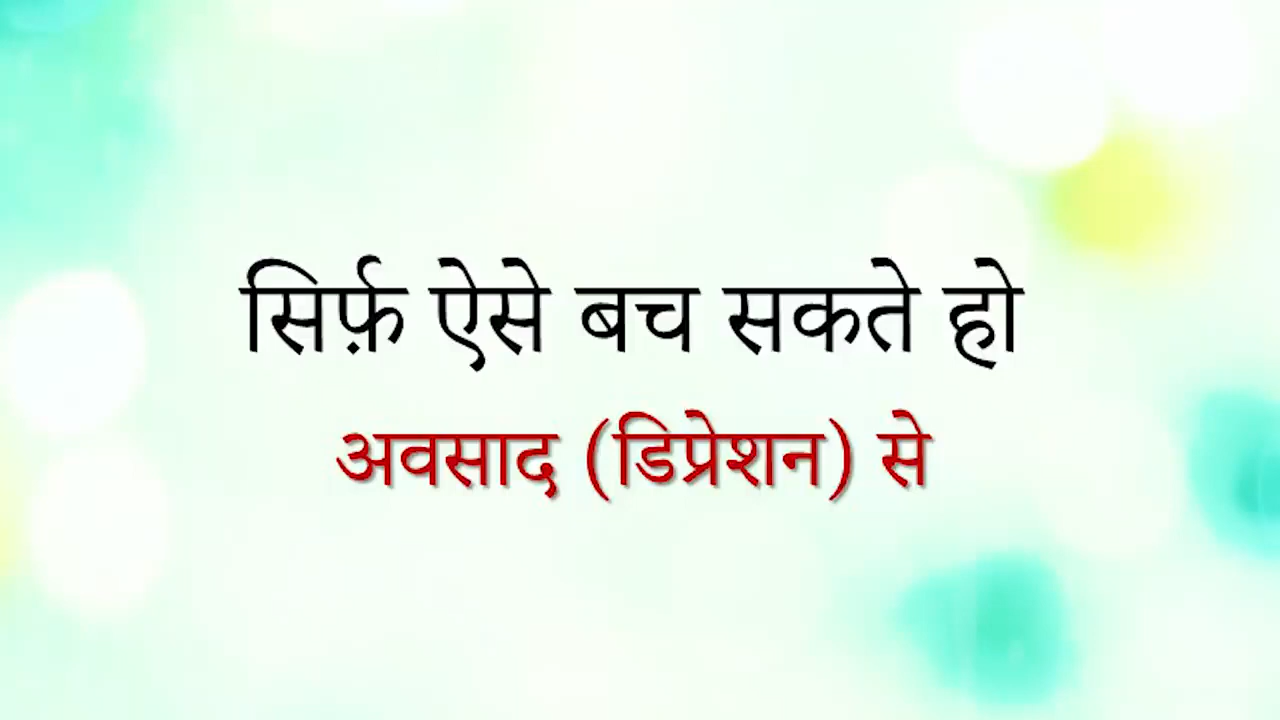 सिर्फ़ ऐसे बच सकते हो
अवसाद (डिप्रेशन) से